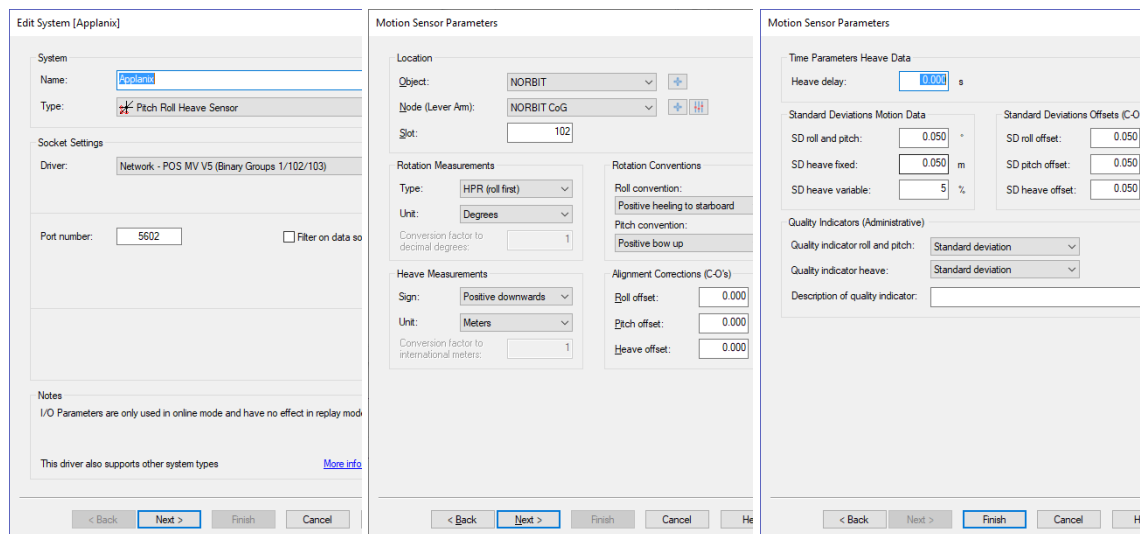 Edit System [Applanix]
System
Name: Applanix
Type: Pitch Roll Heave Sensor
Socket Settings
Driver: Network - POS MV V5 (Binary Groups 1/102/103)
Port number: 5602 Filter on data so
Notes
I/O Parameters are only used in online mode and have no effect in replay mode
This driver also supports other system types More info
< Back Next > Finish Cancel
Motion Sensor Parameters
Location
Object: NORBIT
Node (Lever Arm): NORBIT CoG
Slot: 102
Rotation Measurements
Type: HPR (roll first)
Unit: Degrees
Conversion factor to
decimal degrees: 1
Rotation Conventions
Roll convention:
Positive heeling to starboard
Pitch convention:
Positive bow up
Heave Measurements
Sign: Positive downwards
Unit: Meters
Conversion factor to
international meters: 1
Alignment Corrections (C-O's)
Roll offset: 0.000
Pitch offset: 0.000
Heave offset: 0.000
< Back Next > Finish Cancel He
Motion Sensor Parameters
Time Parameters Heave Data
Heave delay: 0.000 s
Standard Deviations Motion Data
SD roll and pitch: 0.050 °
SD heave fixed: 0.050 m
SD heave variable: 5 %
Standard Deviations Offsets (C-O
SD roll offset: 0.050
SD pitch offset: 0.050
SD heave offset: 0.050
Quality Indicators (Administrative)
Quality indicator roll and pitch: Standard deviation
Quality indicator heave: Standard deviation
Description of quality indicator:
< Back Next > Finish Cancel H